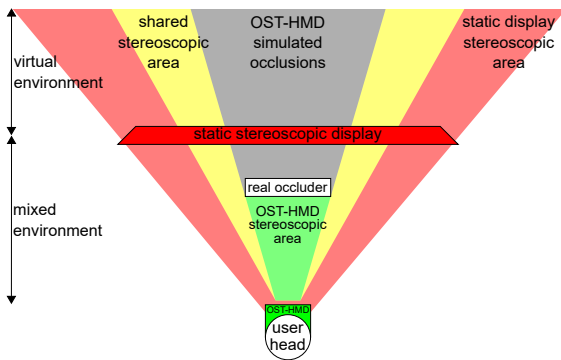 shared
stereoscopic
area
OST-HMD
simulated
occlusions
static display
stereoscopic
area
virtual
environment
static stereoscopic display
real occluder
mixed
environment
OST-HMD
stereoscopic
area
OST-HMD
user
head